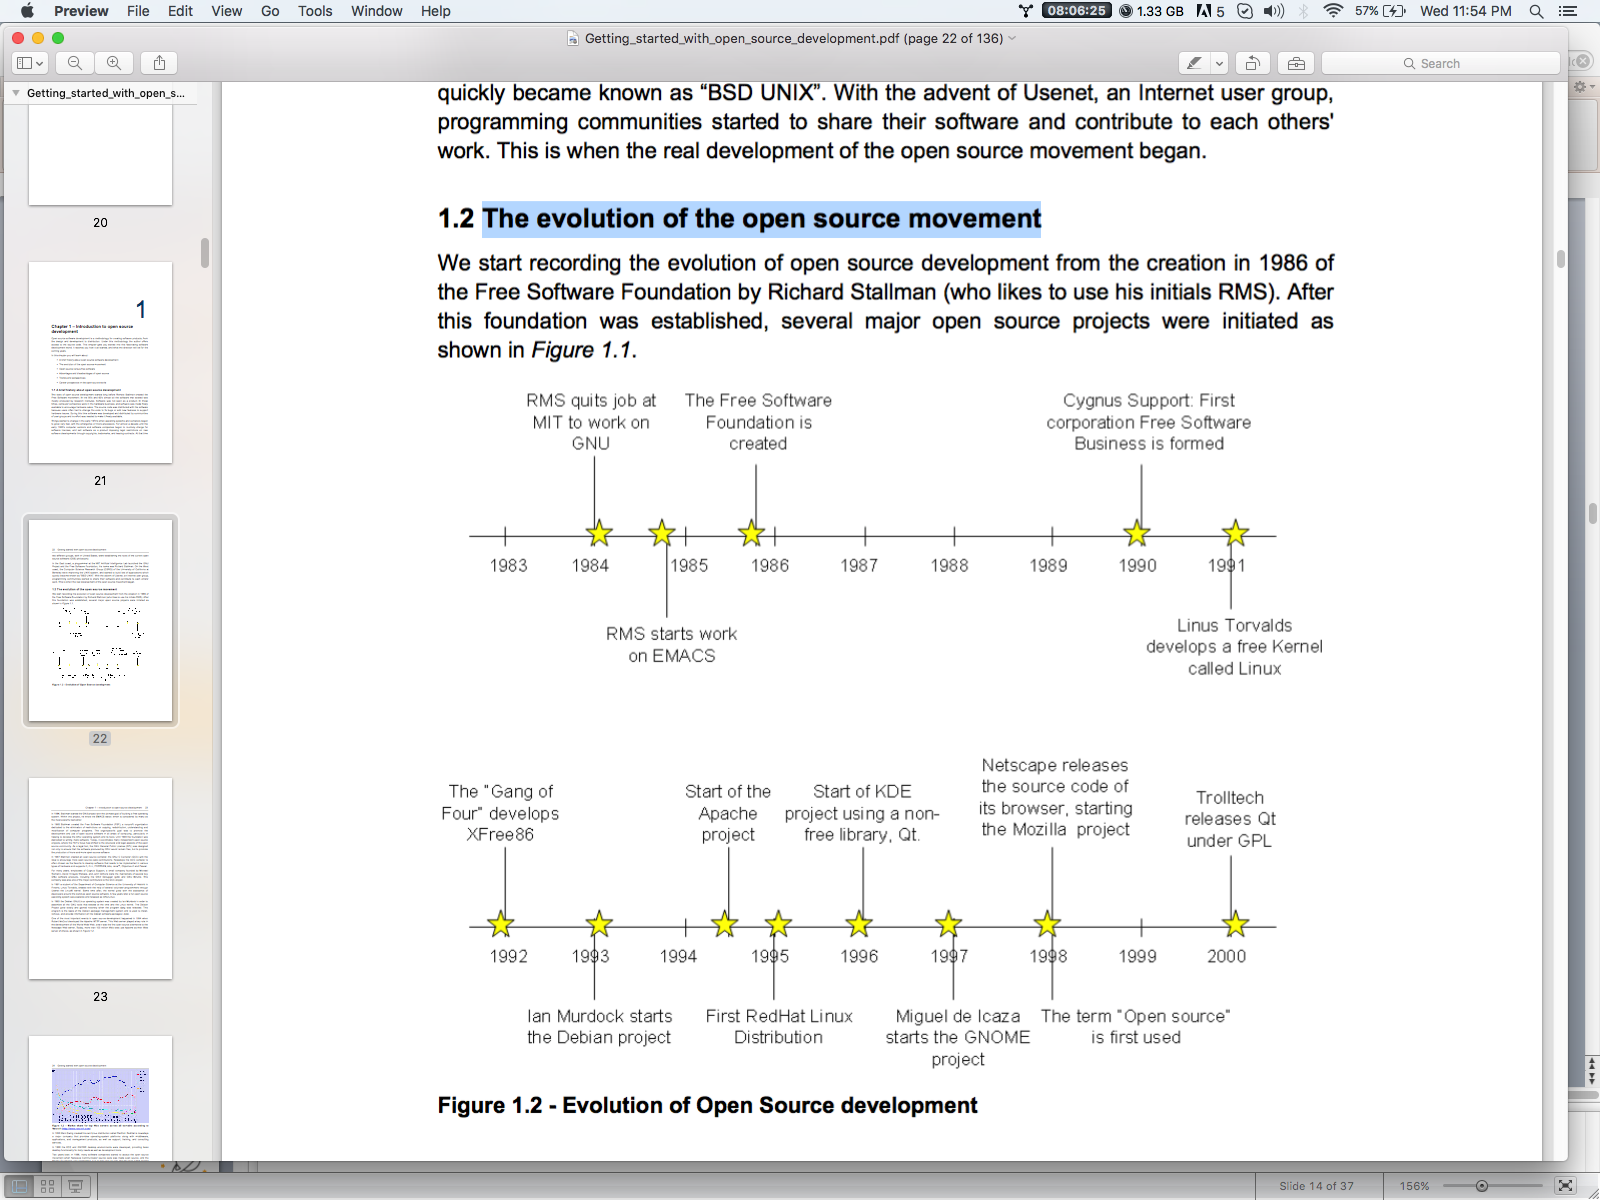 Preview File Edit View Go Tools Window Help 08:06:25 1.33 GB 5 57% Wed 11:54 PM
Getting_started_with_open_source_development.pdf (page 22 of 136)
Search
Getting_started_with_open_s...
20
1
Chapter 1 – Introduction to open source
development
21
22
23
quickly became known as “BSD UNIX”. With the advent of Usenet, an Internet user group,
programming communities started to share their software and contribute to each others'
work. This is when the real development of the open source movement began.
1.2 The evolution of the open source movement
We start recording the evolution of open source development from the creation in 1986 of
the Free Software Foundation by Richard Stallman (who likes to use his initials RMS). After
this foundation was established, several major open source projects were initiated as
shown in Figure 1.1.
RMS quits job at
MIT to work on
GNU
The Free Software
Foundation is
created
Cygnus Support: First
corporation Free Software
Business is formed
1983 1984 1985 1986 1987 1988 1989 1990 1991
RMS starts work
on EMACS
Linus Torvalds
develops a free Kernel
called Linux
The "Gang of
Four" develops
XFree86
Start of the
Apache
project
Start of KDE
project using a non-
free library, Qt.
Netscape releases
the source code of
its browser, starting
the Mozilla project
Trolltech
releases Qt
under GPL
1992 1993 1994 1995 1996 1997 1998 1999 2000
Ian Murdock starts
the Debian project
First RedHat Linux
Distribution
Miguel de Icaza
starts the GNOME
project
The term "Open source"
is first used
Figure 1.2 - Evolution of Open Source development
Slide 14 of 37 156%